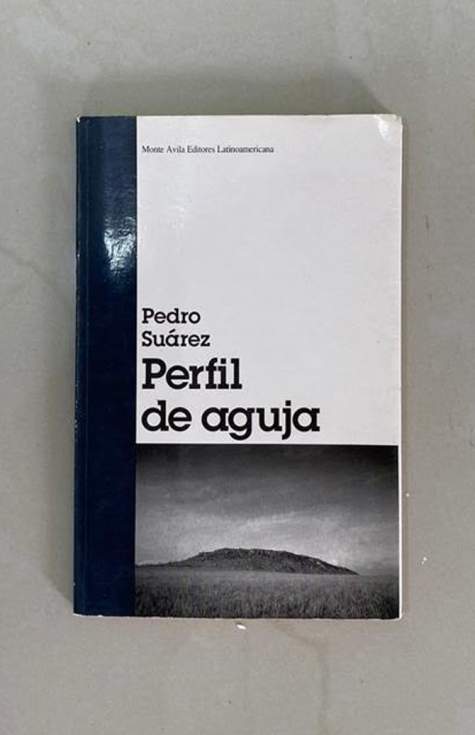 Monte Avila Editores Latinoamericana
Pedro
Suárez
Perfil
de aguja